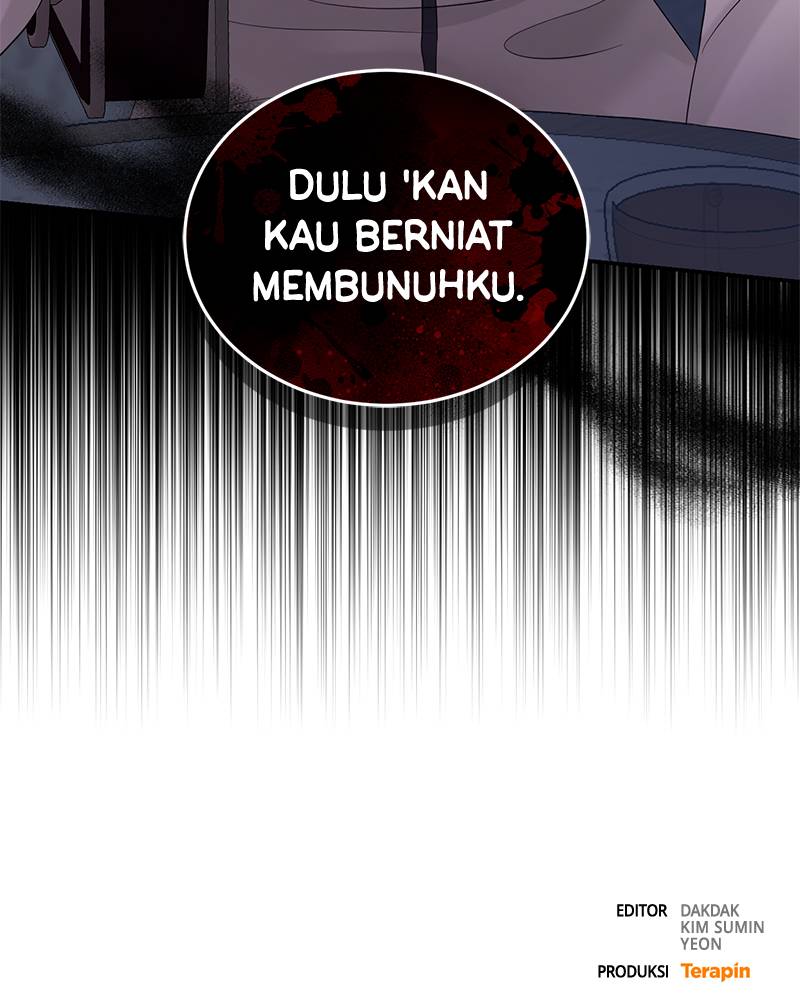 DULU 'KAN
KAU BERNIAT
MEMBUNUHKU.
EDITOR DAKDAK
KIM SUMIN
YEON
PRODUKSI Terapin